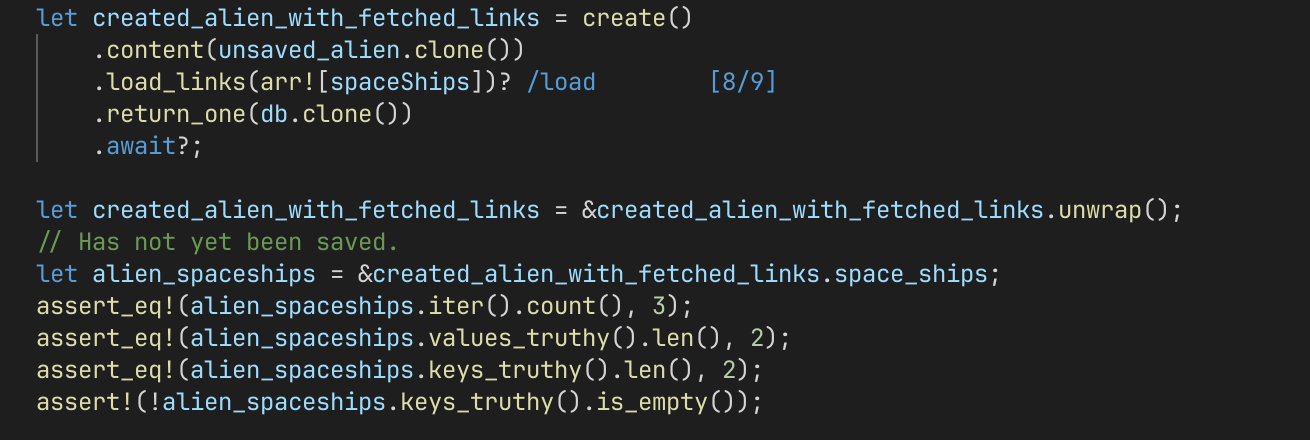 let created_alien_with_fetched_links = create()
    .content(unsaved_alien.clone())
    .load_links(arr![spaceShips])? /load        [8/9]
    .return_one(db.clone())
    .await?;

let created_alien_with_fetched_links = &created_alien_with_fetched_links.unwrap();
// Has not yet been saved.
let alien_spaceships = &created_alien_with_fetched_links.space_ships;
assert_eq!(alien_spaceships.iter().count(), 3);
assert_eq!(alien_spaceships.values_truthy().len(), 2);
assert_eq!(alien_spaceships.keys_truthy().len(), 2);
assert!(!alien_spaceships.keys_truthy().is_empty());